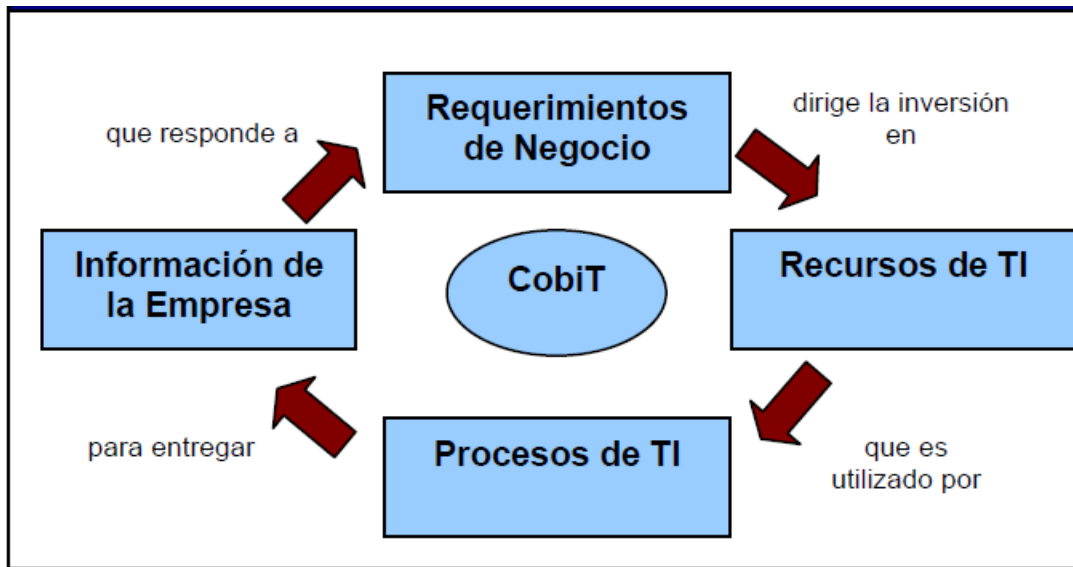 Requerimientos
de Negocio
dirige la inversión
en
que responde a
Información de
la Empresa
CobiT
Recursos de TI
para entregar
Procesos de TI
que es
utilizado por